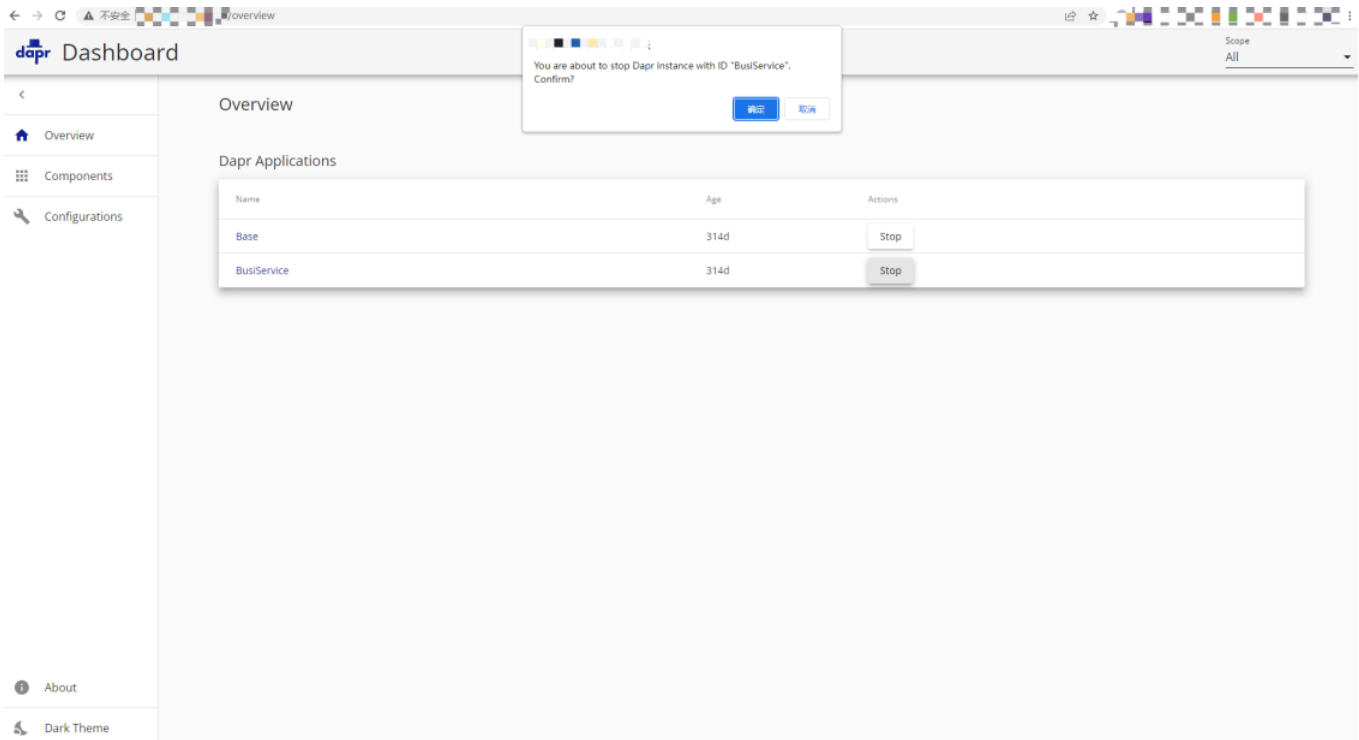 不安全
/overview
dapr Dashboard
Scope
All
You are about to stop Dapr instance with ID "BusiService".
Confirm?
确定
取消
Overview
Components
Configurations
Overview
Dapr Applications
Name Age Actions
Base 314d Stop
BusiService 314d Stop
About
Dark Theme